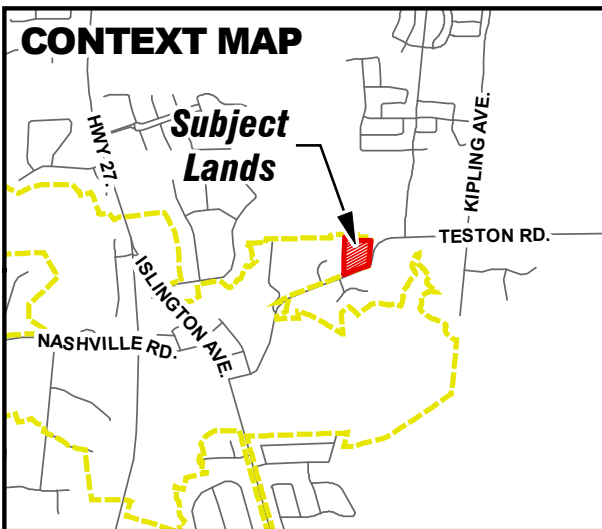 CONTEXT MAP
HWY 27.
Subject
Lands
KIPLING AVE.
TESTON RD.
ISLINGTON AVE.
NASHVILLE RD.